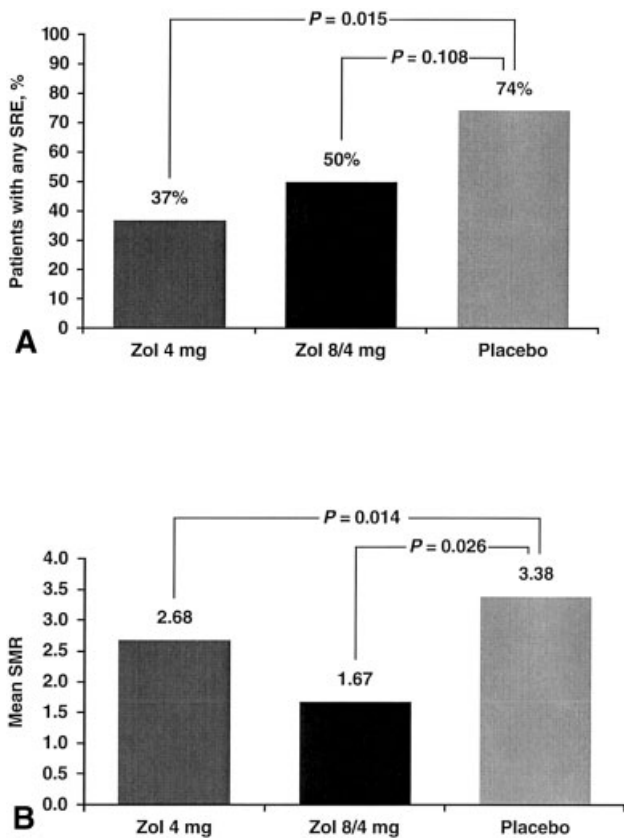 P = 0.015
P = 0.108
100
90
80
70
60
50
40
30
20
10
0
Patients with any SRE, %
37%
50%
74%
A
Zol 4 mg
Zol 8/4 mg
Placebo
P = 0.014
P = 0.026
4.0
3.5
3.0
2.5
2.0
1.5
1.0
0.5
0.0
Mean SMR
2.68
1.67
3.38
B
Zol 4 mg
Zol 8/4 mg
Placebo